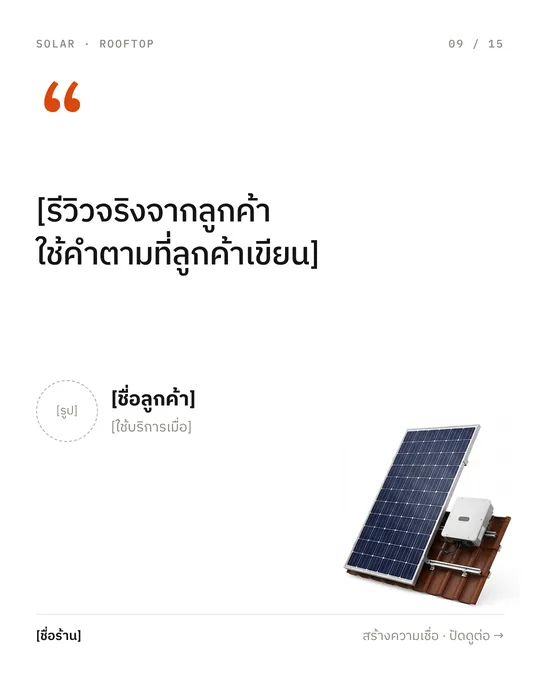 SOLAR · ROOFTOP
09 / 15
“
[รีวิวจริงจากลูกค้า
ใช้คำตามที่ลูกค้าเขียน]
[รูป]
[ชื่อลูกค้า]
[ใช้บริการเมื่อ]
[ชื่อร้าน]
สร้างความเชื่อ · ปัดดูต่อ →